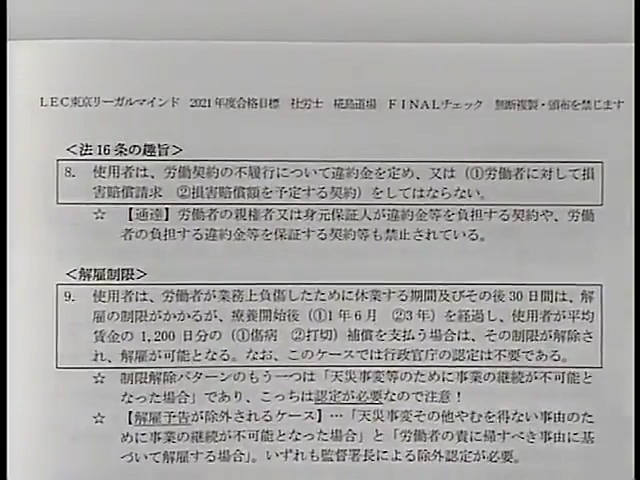 LEC東京リーガルマインド 2021年度合格目標 社労士 椛島道場 FINALチェック 無断複製・頒布を禁じます
<法16条の趣旨>
8. 使用者は、労働契約の不履行について違約金を定め、又は（①労働者に対して損
害賠償請求 ②損害賠償額を予定する契約）をしてはならない。
☆ 【通達】労働者の親権者又は身元保証人が違約金等を負担する契約や、労働
者の負担する違約金等を保証する契約等も禁止されている。
<解雇制限>
9. 使用者は、労働者が業務上負傷したために休業する期間及びその後30日間は、解
雇の制限がかかるが、療養開始後（①1年6月 ②3年）を経過し、使用者が平均
賃金の1,200日分の（①傷病 ②打切）補償を支払う場合は、その制限が解除さ
れ、解雇が可能となる。なお、このケースでは行政官庁の認定は不要である。
☆ 制限解除パターンのもう一つは「天災事変等のために事業の継続が不可能と
なった場合」であり、こっちは認定が必要なので注意！
☆ 【解雇予告が除外されるケース】…「天災事変その他やむを得ない事由のた
めに事業の継続が不可能となった場合」と「労働者の責に帰すべき事由に基
づいて解雇する場合」。いずれも監督署長による除外認定が必要。